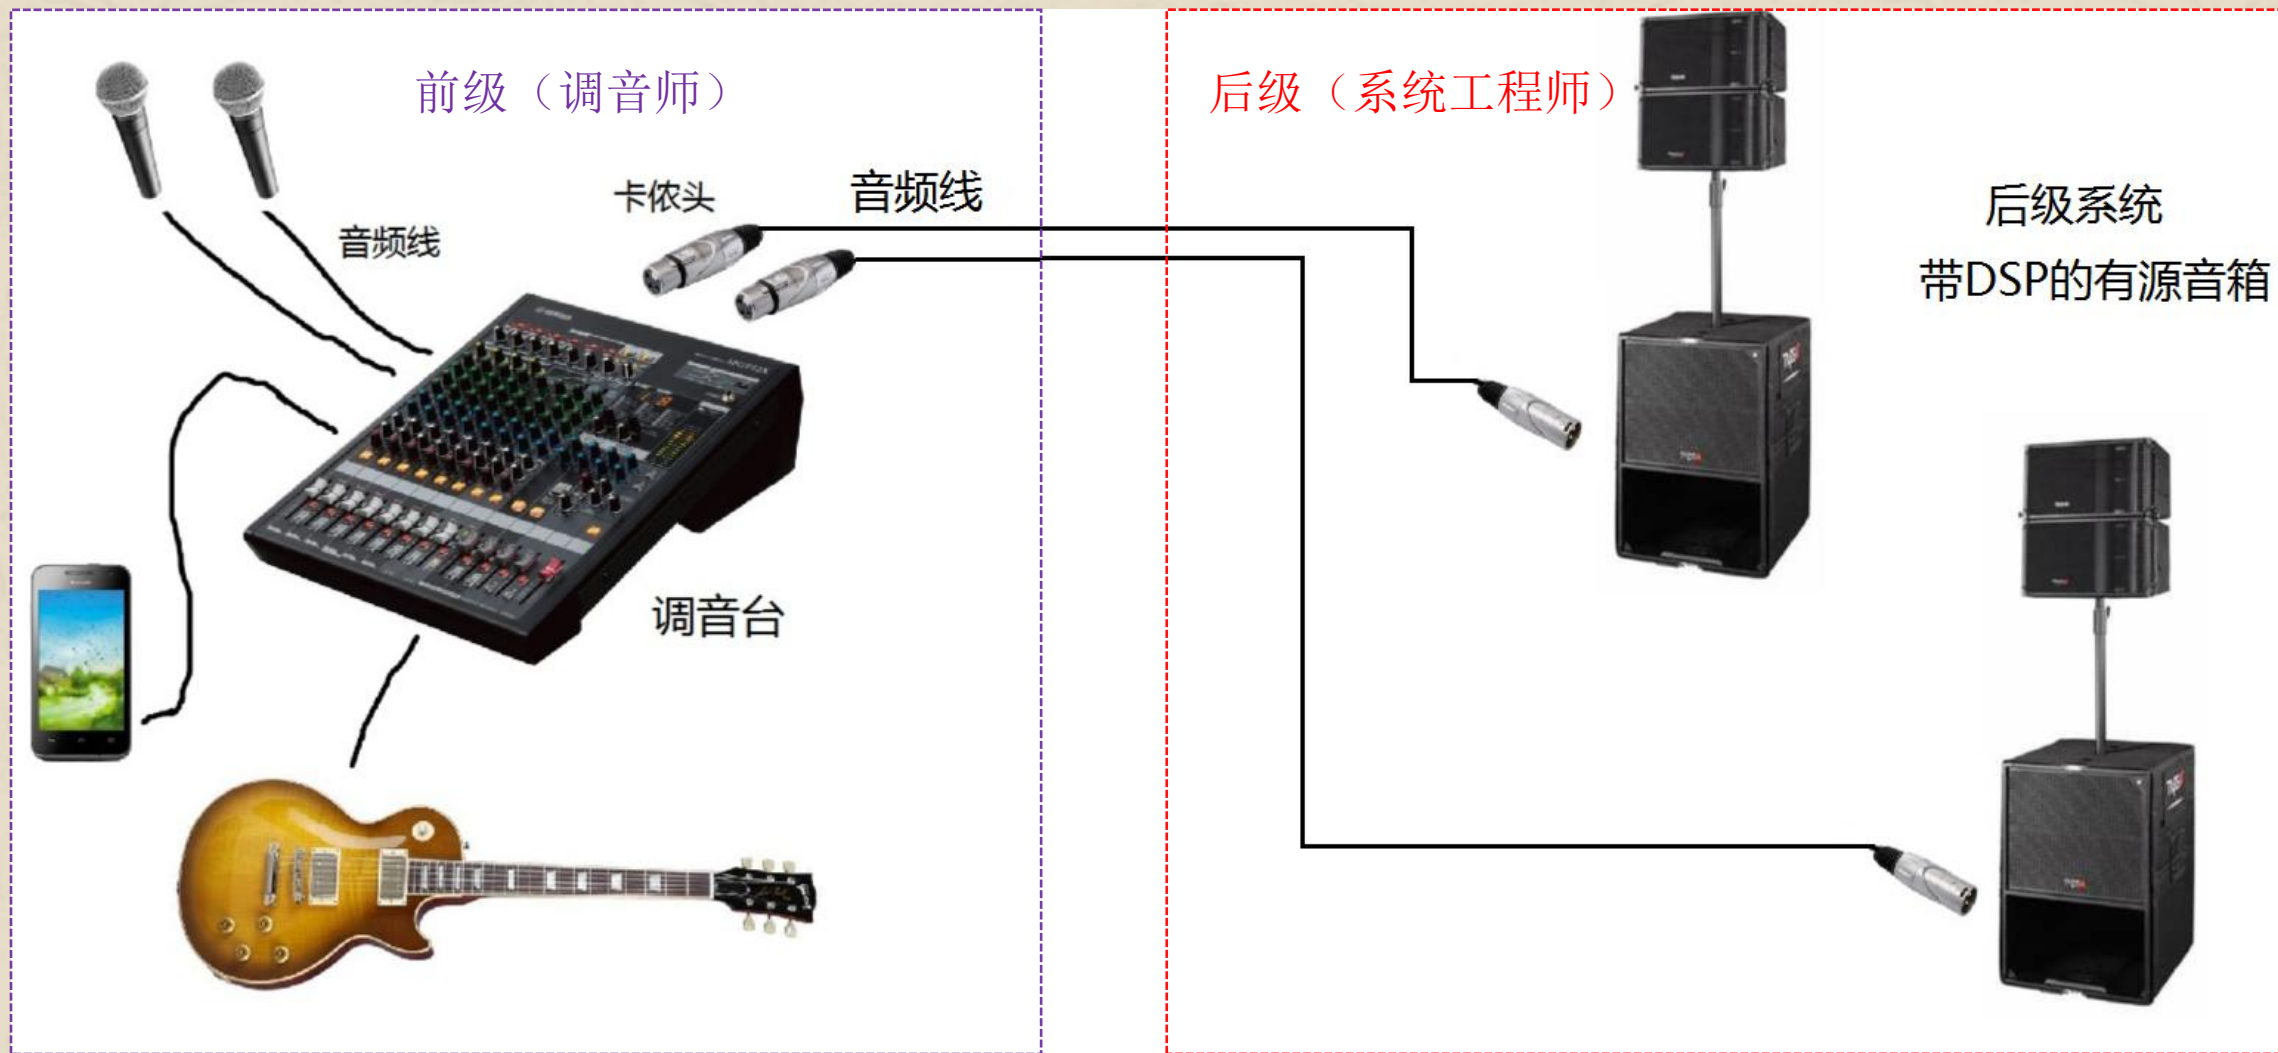 前级（调音师）
后级（系统工程师）
卡侬头
音频线
音频线
后级系统
带DSP的有源音箱
调音台